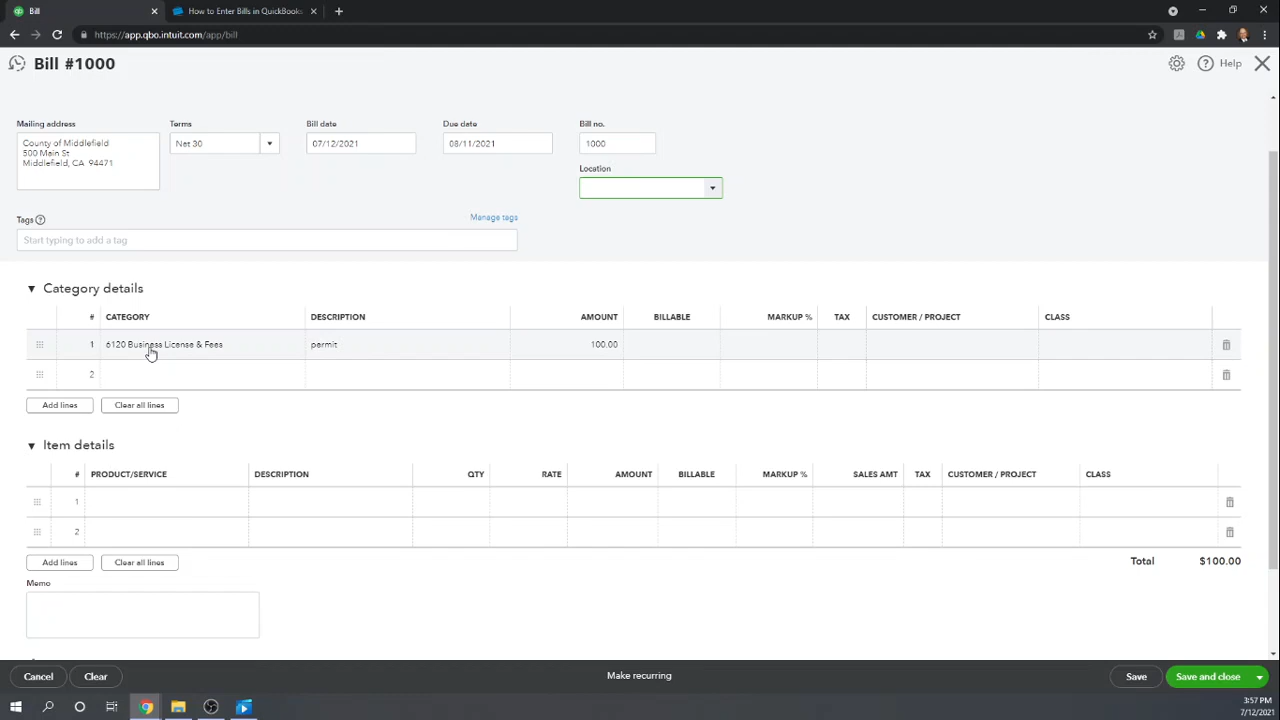 Bill
How to Enter Bills in QuickBooks
https://app.qbo.intuit.com/app/bill
Bill #1000
Help
Mailing address
Terms
Bill date
Due date
Bill no.
County of Middlefield
500 Main St
Middlefield, CA 94471
Net 30
07/12/2021
08/11/2021
1000
Location
Tags
Manage tags
Start typing to add a tag
Category details
# CATEGORY DESCRIPTION AMOUNT BILLABLE MARKUP % TAX CUSTOMER / PROJECT CLASS
1 6120 Business License & Fees permit 100.00
2
Add lines Clear all lines
Item details
# PRODUCT/SERVICE DESCRIPTION QTY RATE AMOUNT BILLABLE MARKUP % SALES AMT TAX CUSTOMER / PROJECT CLASS
1
2
Add lines Clear all lines
Total $100.00
Memo
Cancel Clear Make recurring Save Save and close
3:57 PM
7/12/2021